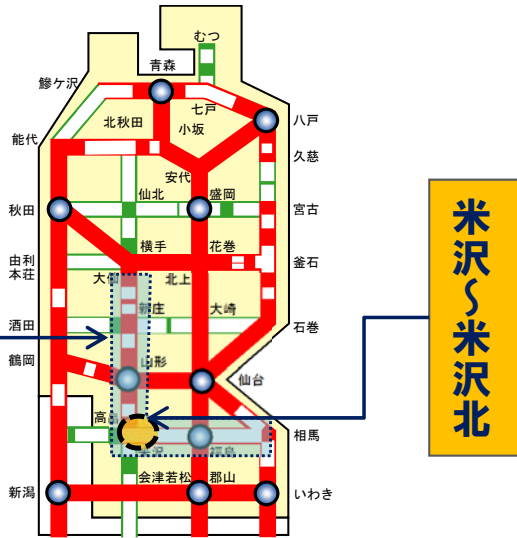 むつ
青森
鰺ケ沢
七戸
八戸
北秋田
小坂
能代
久慈
安代
仙北
盛岡
秋田
宮古
横手
花巻
由利
本荘
釜石
大仙
北上
新庄
大崎
酒田
石巻
鶴岡
山形
仙台
高畠
相馬
米沢
福島
会津若松
郡山
新潟
いわき
米沢～米沢北